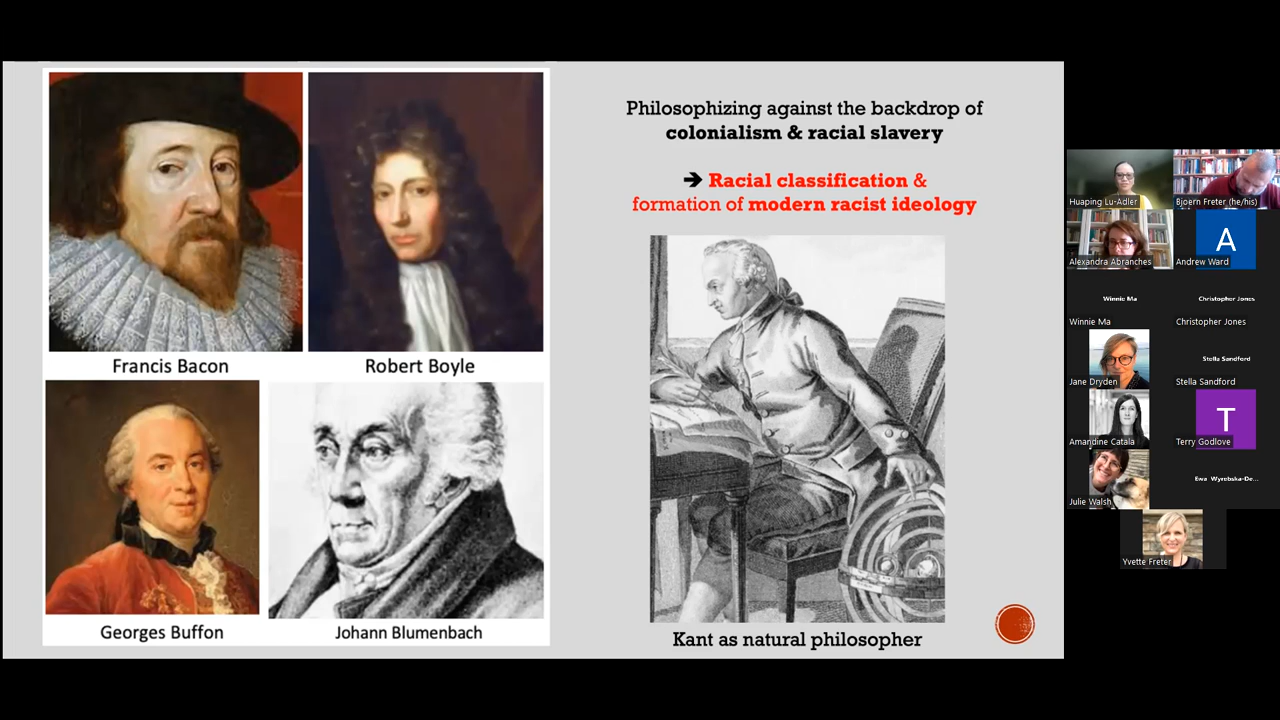 Philosophizing against the backdrop of
colonialism & racial slavery
➔ Racial classification &
formation of modern racist ideology
Francis Bacon
Robert Boyle
Georges Buffon
Johann Blumenbach
Kant as natural philosopher
Huaping Lu-Adler
Bjoern Freter (he/his)
Alexandra Abranches
A
Andrew Ward
Winnie Ma
Winnie Ma
Christopher Jones
Christopher Jones
Jane Dryden
Stella Sandford
Stella Sandford
Amandine Catala
T
Terry Godlove
Julie Walsh
Ewa Wyrebska-De...
Yvette Freter